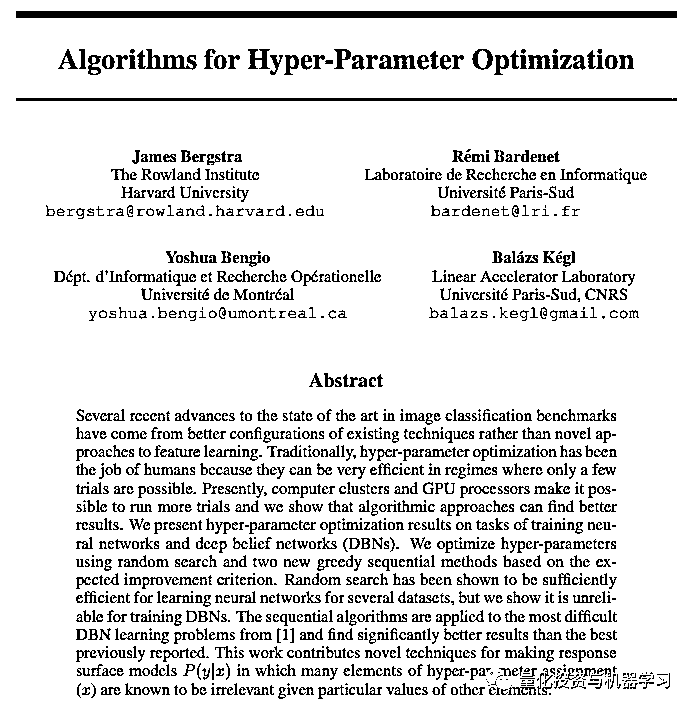 Algorithms for Hyper-Parameter Optimization
James Bergstra
The Rowland Institute
Harvard University
bergstra@rowland.harvard.edu
Rémi Bardenet
Laboratoire de Recherche en Informatique
Université Paris-Sud
bardenet@lri.fr
Yoshua Bengio
Dépt. d'Informatique et Recherche Opérationelle
Université de Montréal
yoshua.bengio@umontreal.ca
Balázs Kégl
Linear Accelerator Laboratory
Université Paris-Sud, CNRS
balazs.kegl@gmail.com
Abstract
Several recent advances to the state of the art in image classification benchmarks
have come from better configurations of existing techniques rather than novel ap-
proaches to feature learning. Traditionally, hyper-parameter optimization has been
the job of humans because they can be very efficient in regimes where only a few
trials are possible. Presently, computer clusters and GPU processors make it pos-
sible to run more trials and we show that algorithmic approaches can find better
results. We present hyper-parameter optimization results on tasks of training neu-
ral networks and deep belief networks (DBNs). We optimize hyper-parameters
using random search and two new greedy sequential methods based on the ex-
pected improvement criterion. Random search has been shown to be sufficiently
efficient for learning neural networks for several datasets, but we show it is unreli-
able for training DBNs. The sequential algorithms are applied to the most difficult
DBN learning problems from [1] and find significantly better results than the best
previously reported. This work contributes novel techniques for making response
surface models P(y|x) in which many elements of hyper-parameter assignment
(x) are known to be irrelevant given particular values of other elements.
量化投资与机器学习